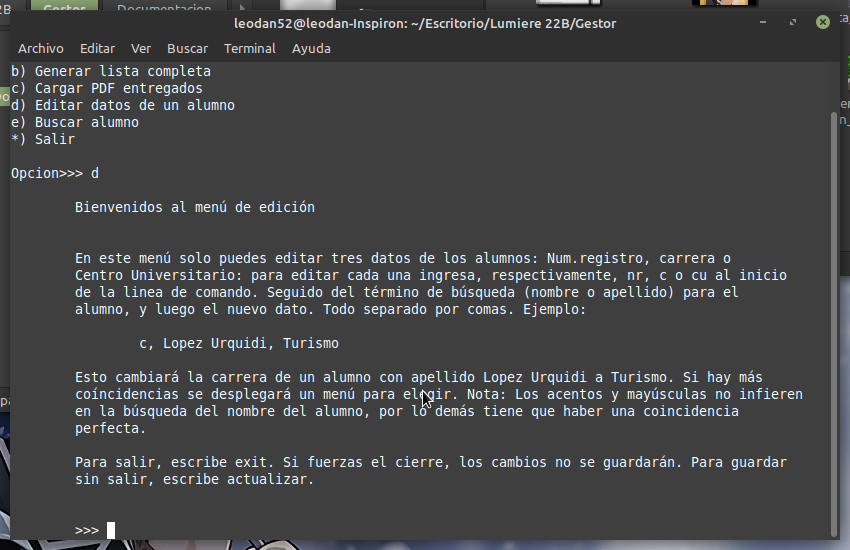 Gestor Documentacion
leodan52@leodan-Inspiron: ~/Escritorio/Lumiere 22B/Gestor
Archivo Editar Ver Buscar Terminal Ayuda
b) Generar lista completa
c) Cargar PDF entregados
d) Editar datos de un alumno
e) Buscar alumno
*) Salir
Opcion>>> d
Bienvenidos al menú de edición
En este menú solo puedes editar tres datos de los alumnos: Num.registro, carrera o
Centro Universitario: para editar cada una ingresa, respectivamente, nr, c o cu al inicio
de la linea de comando. Seguido del término de búsqueda (nombre o apellido) para el
alumno, y luego el nuevo dato. Todo separado por comas. Ejemplo:
c, Lopez Urquidi, Turismo
Esto cambiará la carrera de un alumno con apellido Lopez Urquidi a Turismo. Si hay más
coíncidencias se desplegará un menú para elegir. Nota: Los acentos y mayúsculas no infieren
en la búsqueda del nombre del alumno, por lo demás tiene que haber una coincidencia
perfecta.
Para salir, escribe exit. Si fuerzas el cierre, los cambios no se guardarán. Para guardar
sin salir, escribe actualizar.
>>>